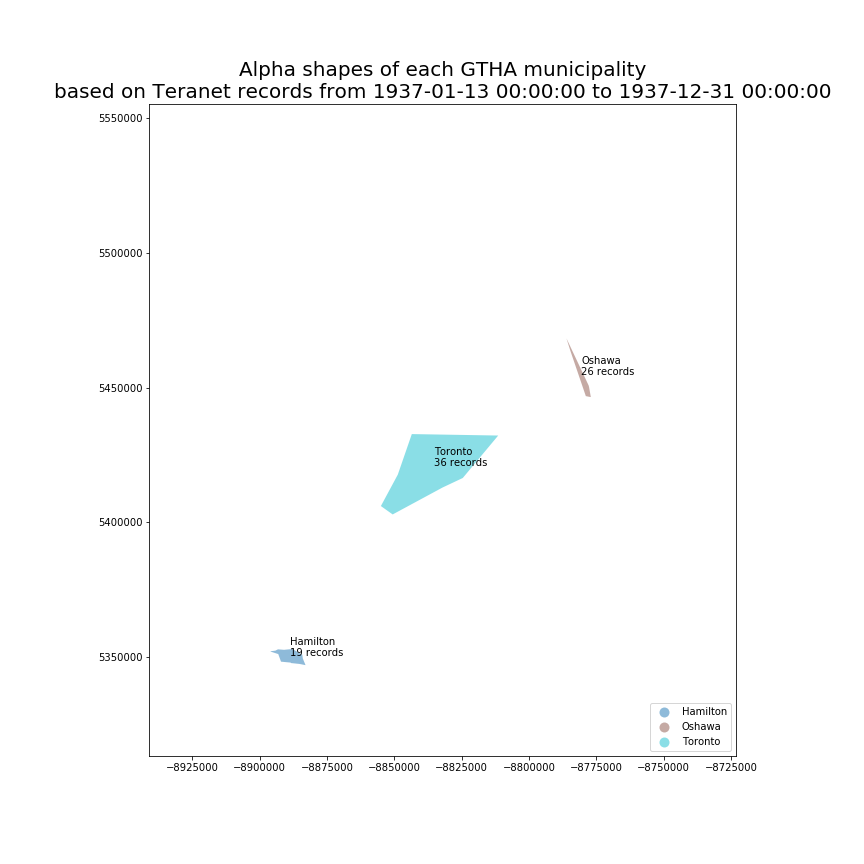 Alpha shapes of each GTHA municipality
based on Teranet records from 1937-01-13 00:00:00 to 1937-12-31 00:00:00
5550000
5500000
5450000
5400000
5350000
Oshawa
26 records
Toronto
36 records
Hamilton
19 records
Hamilton
Oshawa
Toronto
−8925000 −8900000 −8875000 −8850000 −8825000 −8800000 −8775000 −8750000 −8725000